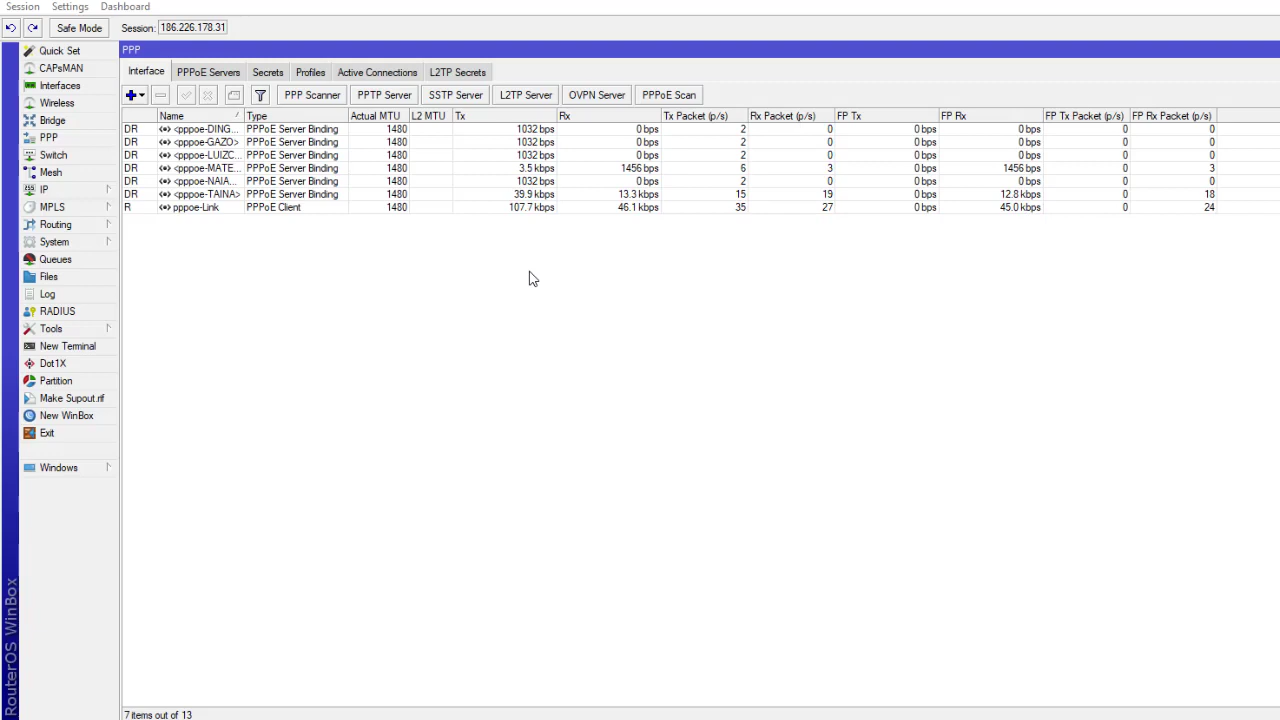 Session Settings Dashboard
Safe Mode Session: 186.226.178.31
Quick Set
CAPsMAN
Interfaces
Wireless
Bridge
PPP
Switch
Mesh
IP
MPLS
Routing
System
Queues
Files
Log
RADIUS
Tools
New Terminal
Dot1X
Partition
Make Supout.rif
New WinBox
Exit
Windows
RouterOS WinBox
PPP
Interface PPPoE Servers Secrets Profiles Active Connections L2TP Secrets
PPP Scanner PPTP Server SSTP Server L2TP Server OVPN Server PPPoE Scan
Name Type Actual MTU L2 MTU Tx Rx Tx Packet (p/s) Rx Packet (p/s) FP Tx FP Rx FP Tx Packet (p/s) FP Rx Packet (p/s)
DR <pppoe-DING... PPPoE Server Binding 1480 1032 bps 0 bps 2 0 0 bps 0 bps 0 0
DR <pppoe-GAZO> PPPoE Server Binding 1480 1032 bps 0 bps 2 0 0 bps 0 bps 0 0
DR <pppoe-LUIZC... PPPoE Server Binding 1480 1032 bps 0 bps 2 0 0 bps 0 bps 0 0
DR <pppoe-MATE... PPPoE Server Binding 1480 3.5 kbps 1456 bps 6 3 0 bps 1456 bps 0 3
DR <pppoe-NAIA... PPPoE Server Binding 1480 1032 bps 0 bps 2 0 0 bps 0 bps 0 0
DR <pppoe-TAINA> PPPoE Server Binding 1480 39.9 kbps 13.3 kbps 15 19 0 bps 12.8 kbps 0 18
R pppoe-Link PPPoE Client 1480 107.7 kbps 46.1 kbps 35 27 0 bps 45.0 kbps 0 24
7 items out of 13